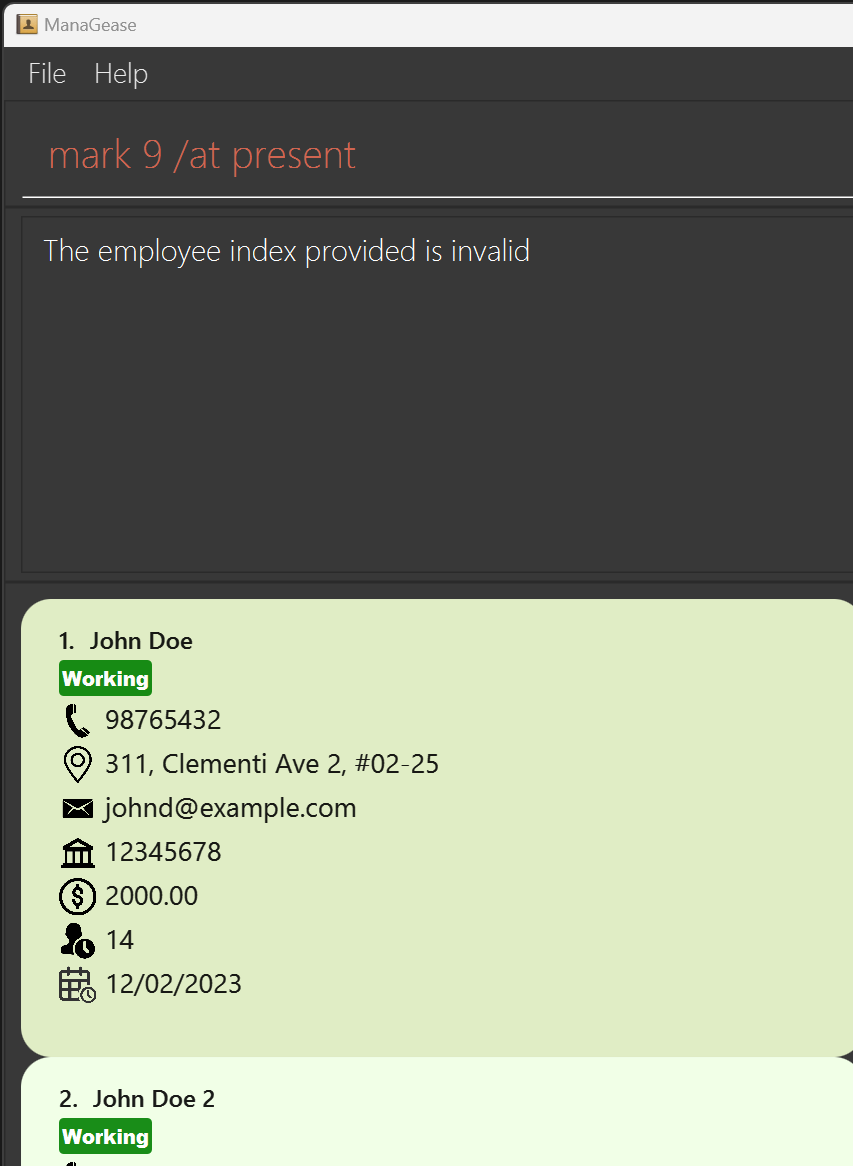 ManaGease
File Help
mark 9 /at present
The employee index provided is invalid
1. John Doe
Working
98765432
311, Clementi Ave 2, #02-25
johnd@example.com
12345678
2000.00
14
12/02/2023
2. John Doe 2
Working